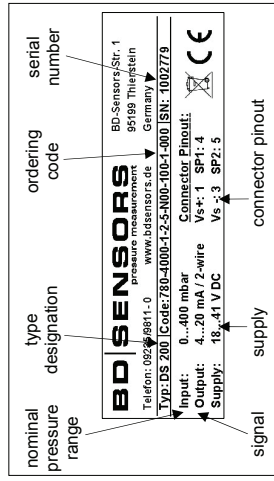 nominal
pressure
range
type
designation
ordering
code
serial
number
BD SENSORS
pressure measurement
BD-Sensors-Str. 1
95199 Thierstein
Germany
Telefon: 09235/9811- 0
www.bdsensors.de
Typ: DS 200
Code:780-4000-1-2-5-N00-100-1-000
SN: 1002779
Input: 0...400 mbar
Output: 4...20 mA / 2-wire
Supply: 18...41 V DC
Connector Pinout:
Vs+: 1 SP1: 4
Vs -: 3 SP2: 5
CE
signal
supply
connector pinout